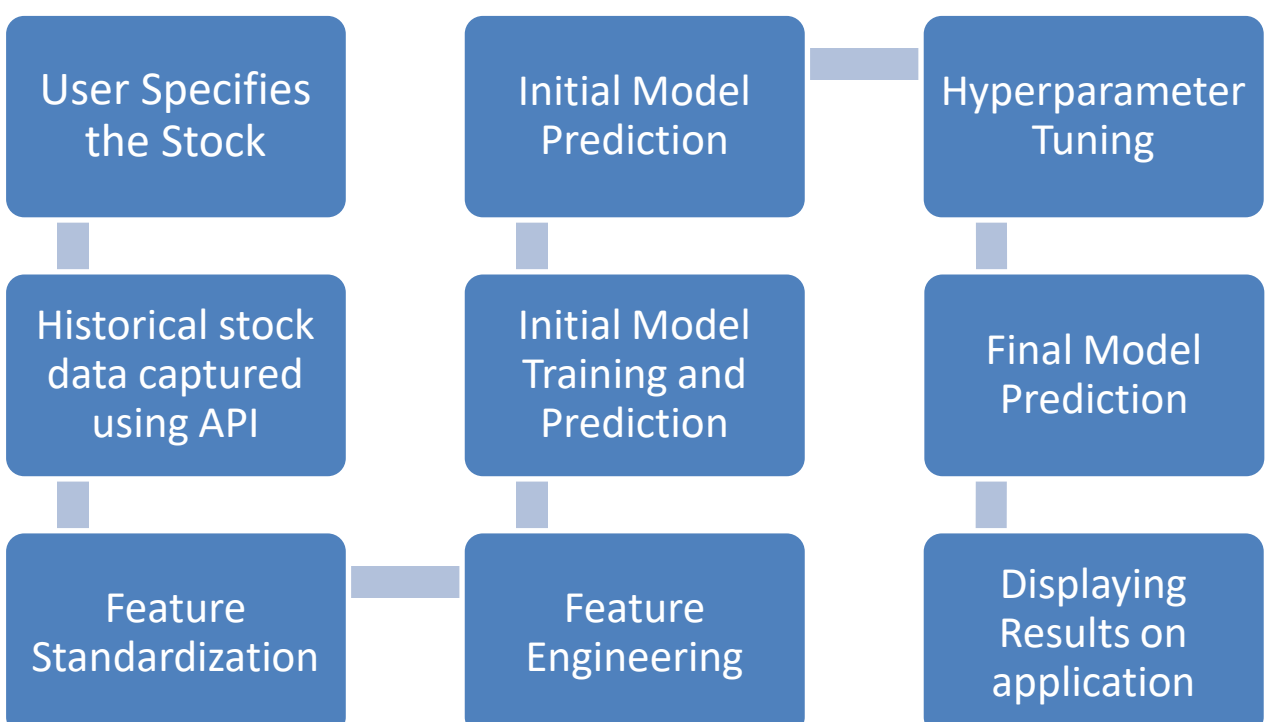 User Specifies
the Stock
Historical stock
data captured
using API
Feature
Standardization
Feature
Engineering
Initial Model
Training and
Prediction
Initial Model
Prediction
Hyperparameter
Tuning
Final Model
Prediction
Displaying
Results on
application